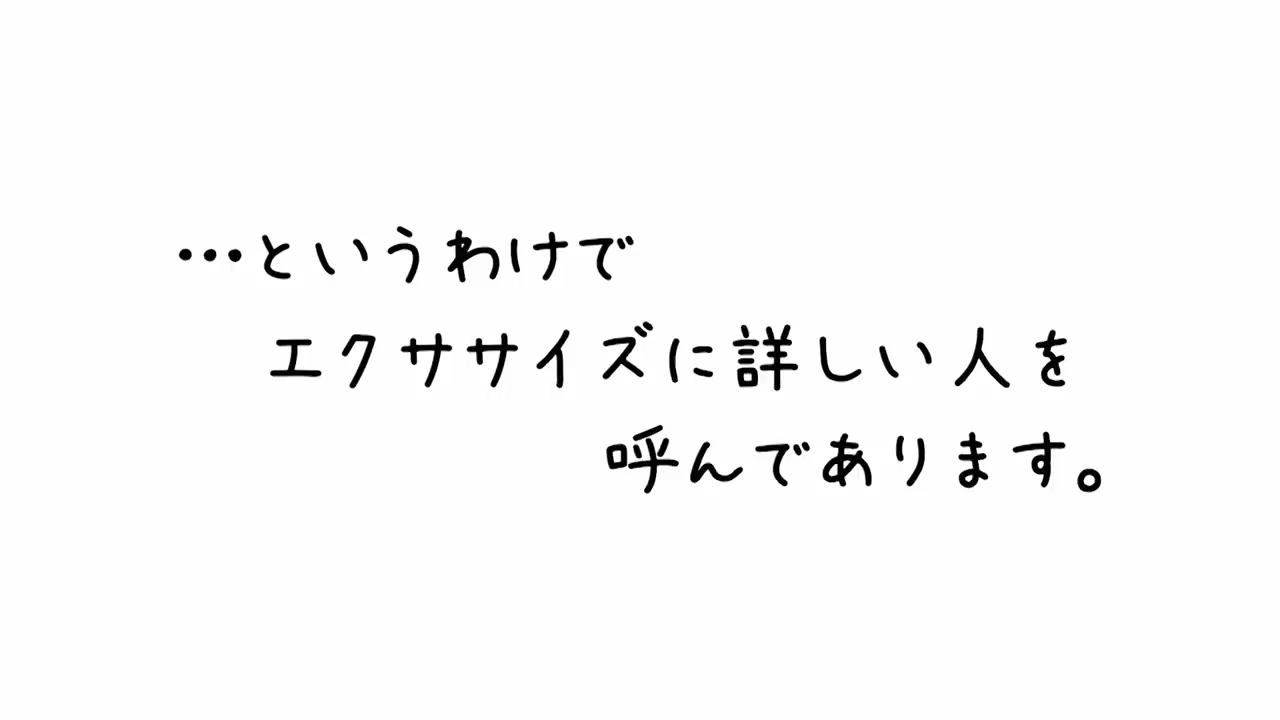 …というわけで
エクササイズに詳しい人を
呼んであります。